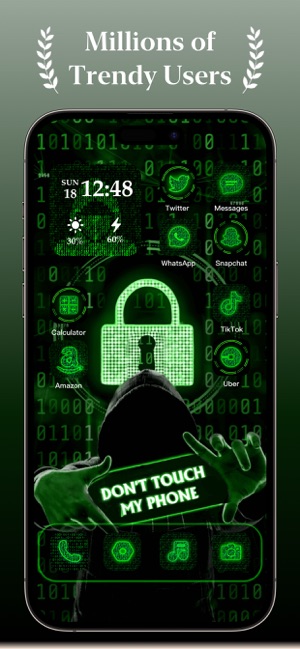 Millions of
Trendy Users
SUN
18
12:48
30%
60%
Twitter
Messages
WhatsApp
Snapchat
Calculator
TikTok
Amazon
Uber
DON'T TOUCH
MY PHONE